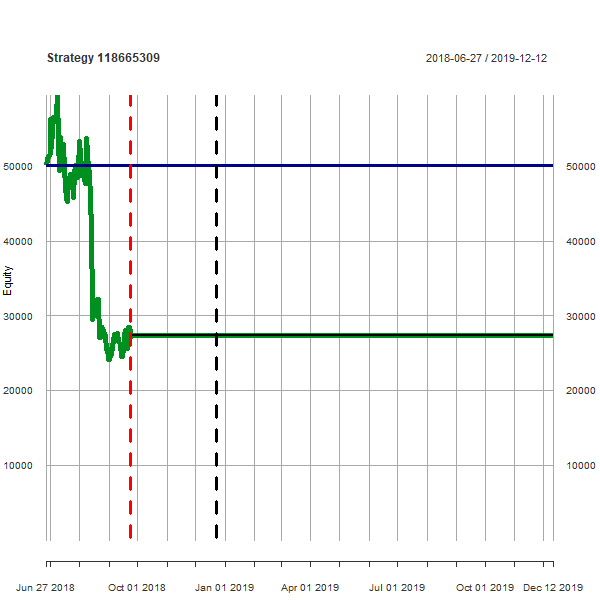 Strategy 118665309 2018-06-27 / 2019-12-12
50000 50000
40000 40000
Equity
30000 30000
20000 20000
10000 10000
Jun 27 2018 Oct 01 2018 Jan 01 2019 Apr 01 2019 Jul 01 2019 Oct 01 2019 Dec 12 2019